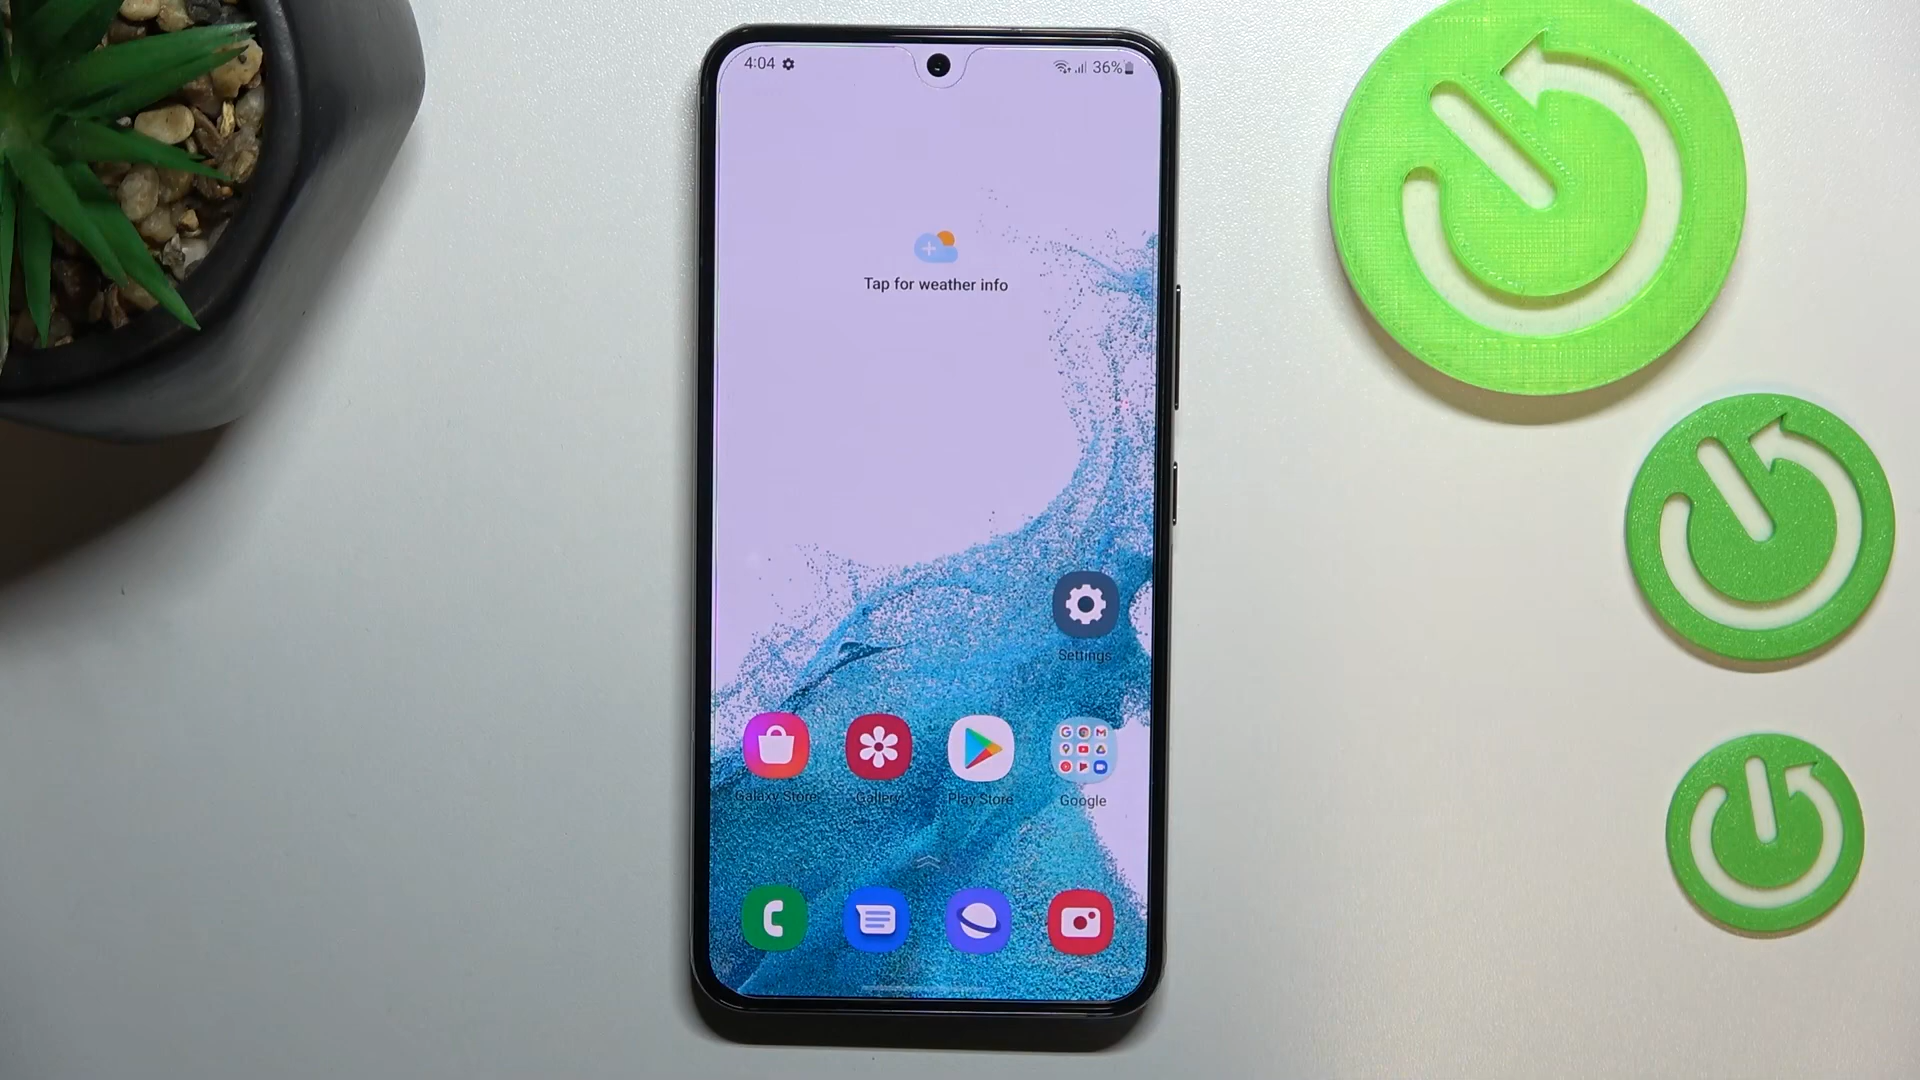 4:04
36%
Tap for weather info
Settings
Galaxy Store
Gallery
Play Store
Google